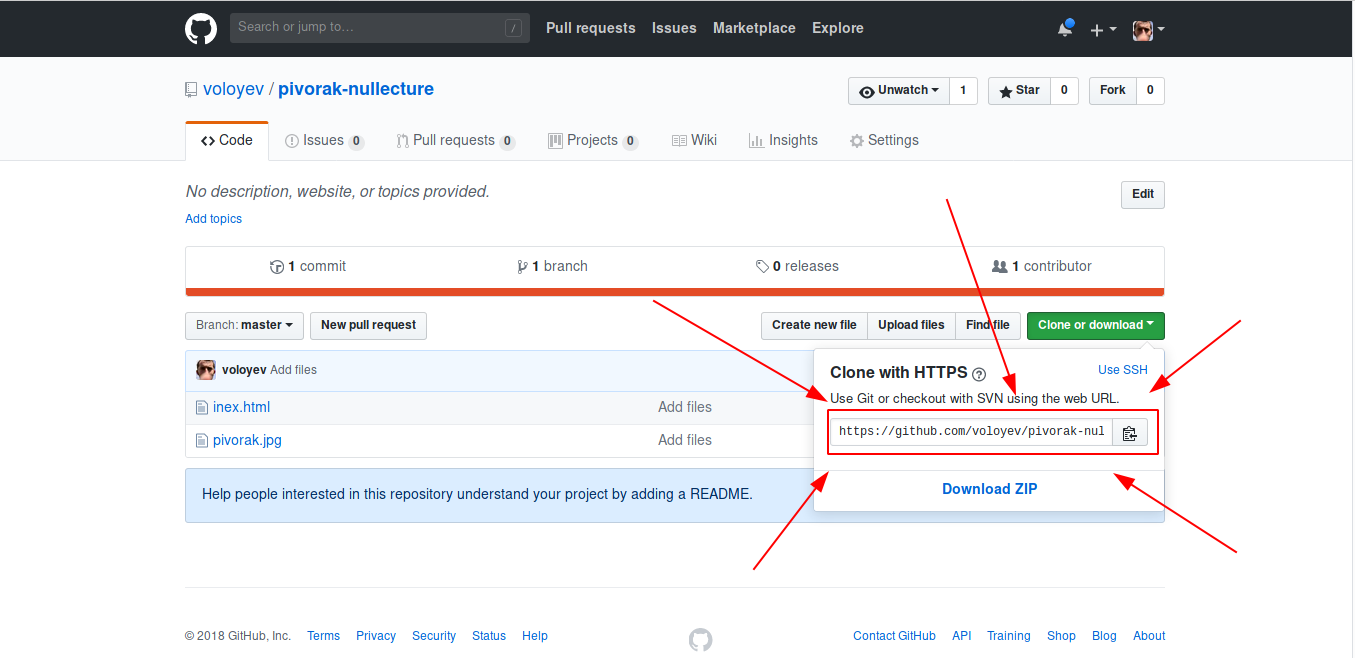 Search or jump to… / Pull requests Issues Marketplace Explore
voloyev / pivorak-nullecture Unwatch 1 Star 0 Fork 0
Code Issues 0 Pull requests 0 Projects 0 Wiki Insights Settings
No description, website, or topics provided. Edit
Add topics
1 commit 1 branch 0 releases 1 contributor
Branch: master New pull request Create new file Upload files Find file Clone or download
voloyev Add files
Clone with HTTPS ? Use SSH
Use Git or checkout with SVN using the web URL.
inex.html Add files
https://github.com/voloyev/pivorak-nul
pivorak.jpg Add files
Download ZIP
Help people interested in this repository understand your project by adding a README.
© 2018 GitHub, Inc. Terms Privacy Security Status Help Contact GitHub API Training Shop Blog About